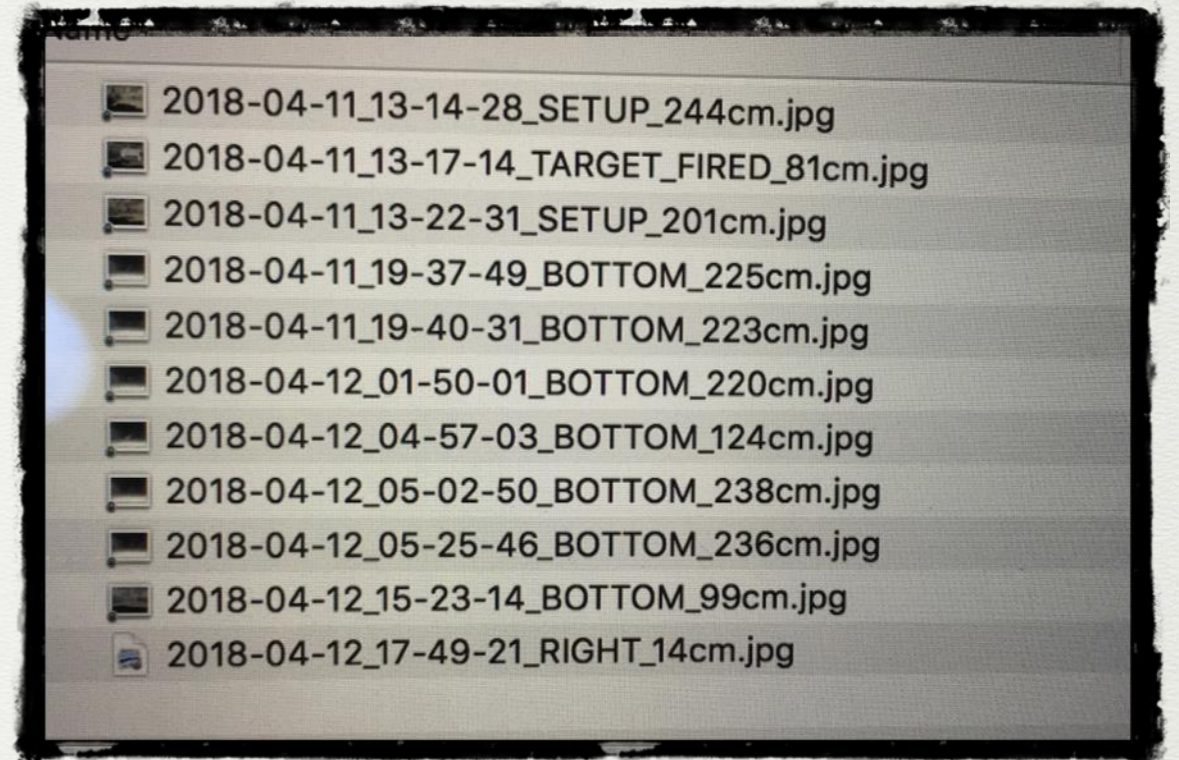 Name
2018-04-11_13-14-28_SETUP_244cm.jpg
2018-04-11_13-17-14_TARGET_FIRED_81cm.jpg
2018-04-11_13-22-31_SETUP_201cm.jpg
2018-04-11_19-37-49_BOTTOM_225cm.jpg
2018-04-11_19-40-31_BOTTOM_223cm.jpg
2018-04-12_01-50-01_BOTTOM_220cm.jpg
2018-04-12_04-57-03_BOTTOM_124cm.jpg
2018-04-12_05-02-50_BOTTOM_238cm.jpg
2018-04-12_05-25-46_BOTTOM_236cm.jpg
2018-04-12_15-23-14_BOTTOM_99cm.jpg
2018-04-12_17-49-21_RIGHT_14cm.jpg